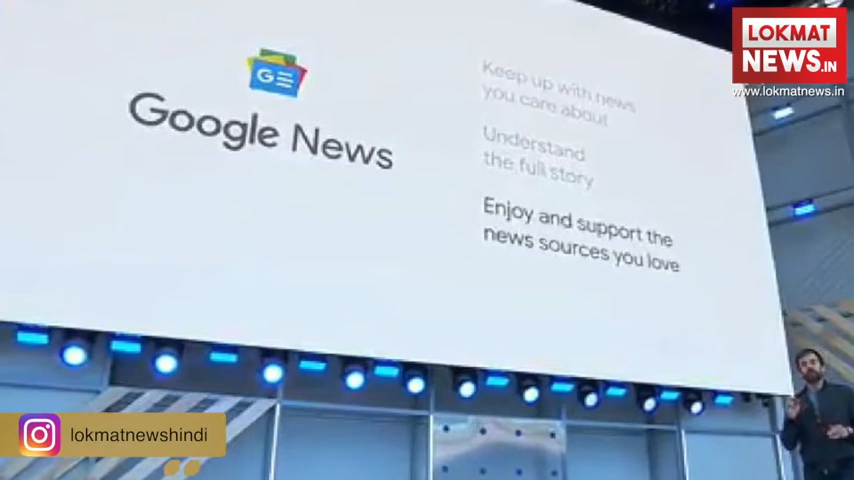 LOKMAT
NEWS.IN
www.lokmatnews.in
GE
Google News
Keep up with news
you care about
Understand
the full story
Enjoy and support the
news sources you love
lokmatnewshindi